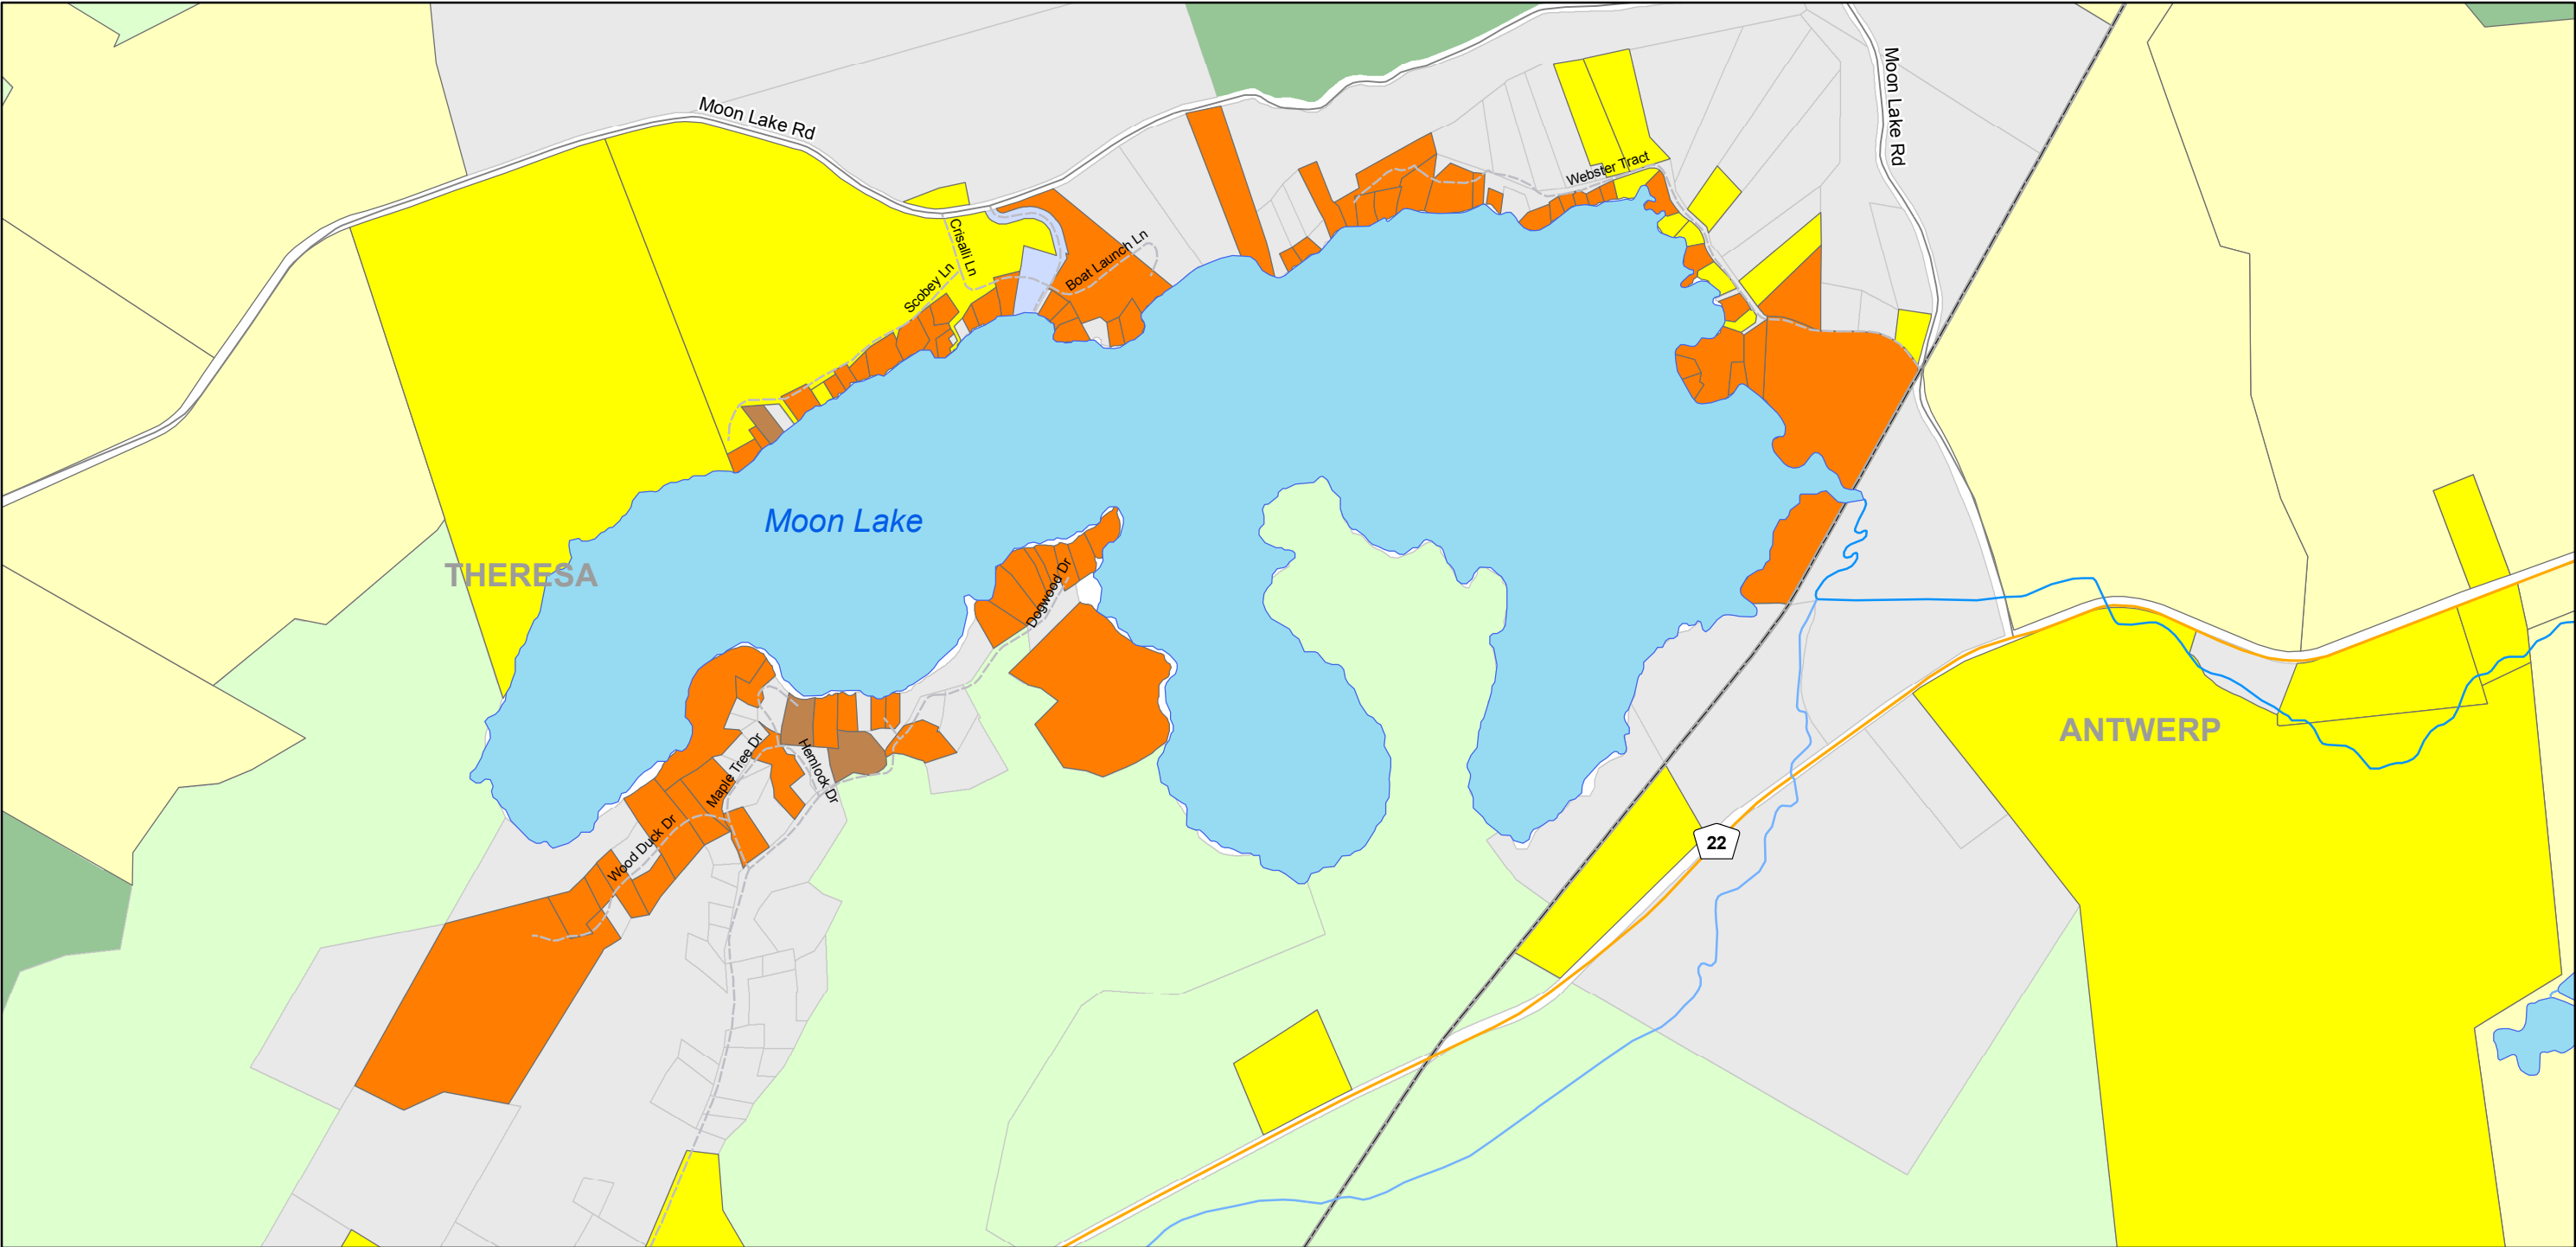 Moon Lake Rd
Moon Lake Rd
Webster Tract
Crisalli Ln
Boat Launch Ln
Scobey Ln
Moon Lake
THERESA
Dogwood Dr
ANTWERP
Maple Tree Dr
Hemlock Dr
Wood Duck Dr
22